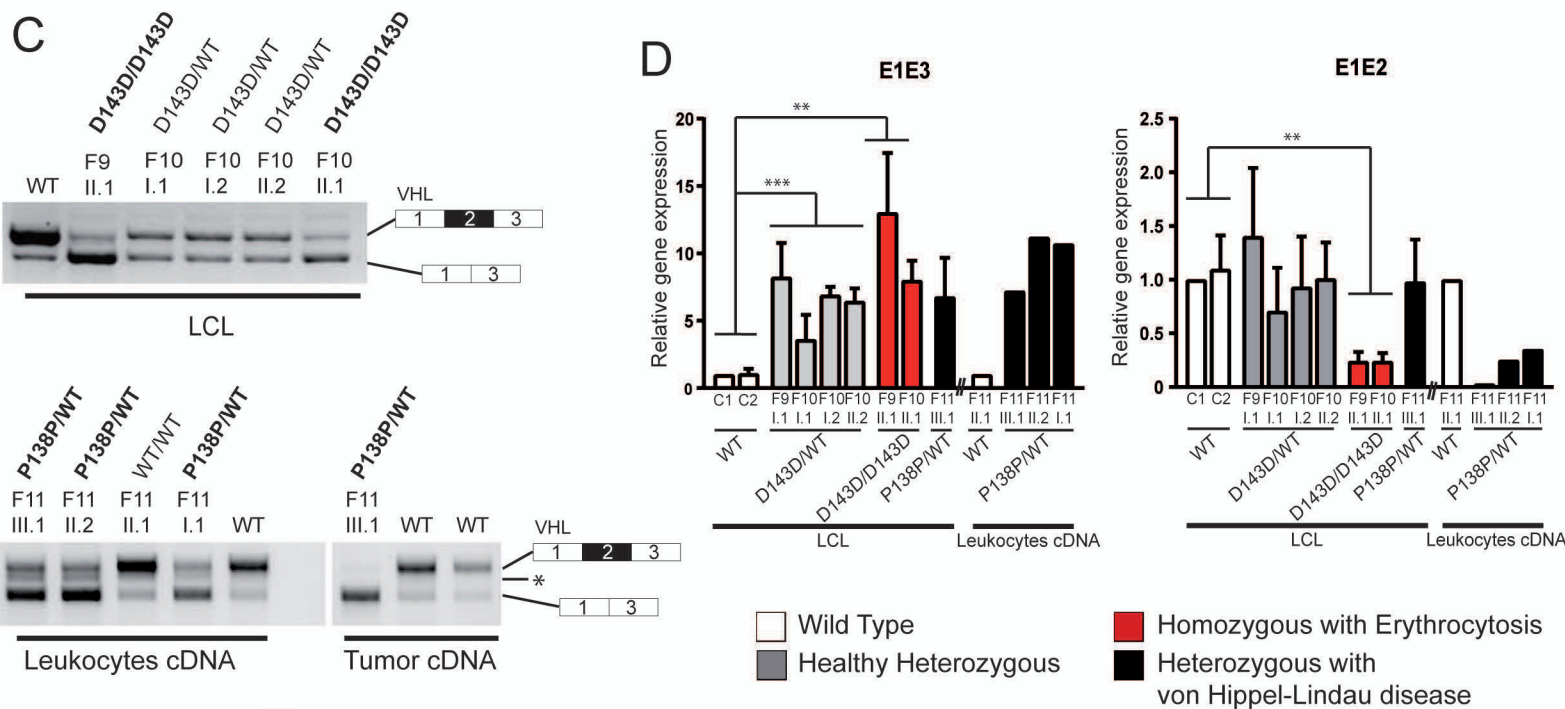 C
D143D/D143D
D143D/WT
D143D/WT
D143D/WT
D143D/D143D
WT
F9
II.1
F10
I.1
F10
I.2
F10
II.2
F10
II.1
VHL
1 2 3
1 3
LCL
P138P/WT
P138P/WT
WT/WT
P138P/WT
F11
III.1
F11
II.2
F11
II.1
F11
I.1
WT
P138P/WT
F11
III.1
WT
WT
VHL
1 2 3
*
1 3
Leukocytes cDNA
Tumor cDNA
D
E1E3
Relative gene expression
20
15
10
5
0
**
***
C1 C2 F9 F10 F10 F10 F9 F10 F11 // F11 F11 F11 F11
I.1 I.1 I.2 II.2 II.1 II.1 III.1 II.1 III.1 II.2 I.1
WT
D143D/WT
D143D/D143D
P138P/WT
WT
P138P/WT
LCL
Leukocytes cDNA
E1E2
Relative gene expression
2.5
2.0
1.5
1.0
0.5
0
**
C1 C2 F9 F10 F10 F10 F9 F10 F11 // F11 F11 F11 F11
I.1 I.1 I.2 II.2 II.1 II.1 III.1 II.1 III.1 II.2 I.1
WT
D143D/WT
D143D/D143D
P138P/WT
WT
P138P/WT
LCL
Leukocytes cDNA
Wild Type
Healthy Heterozygous
Homozygous with Erythrocytosis
Heterozygous with
von Hippel-Lindau disease